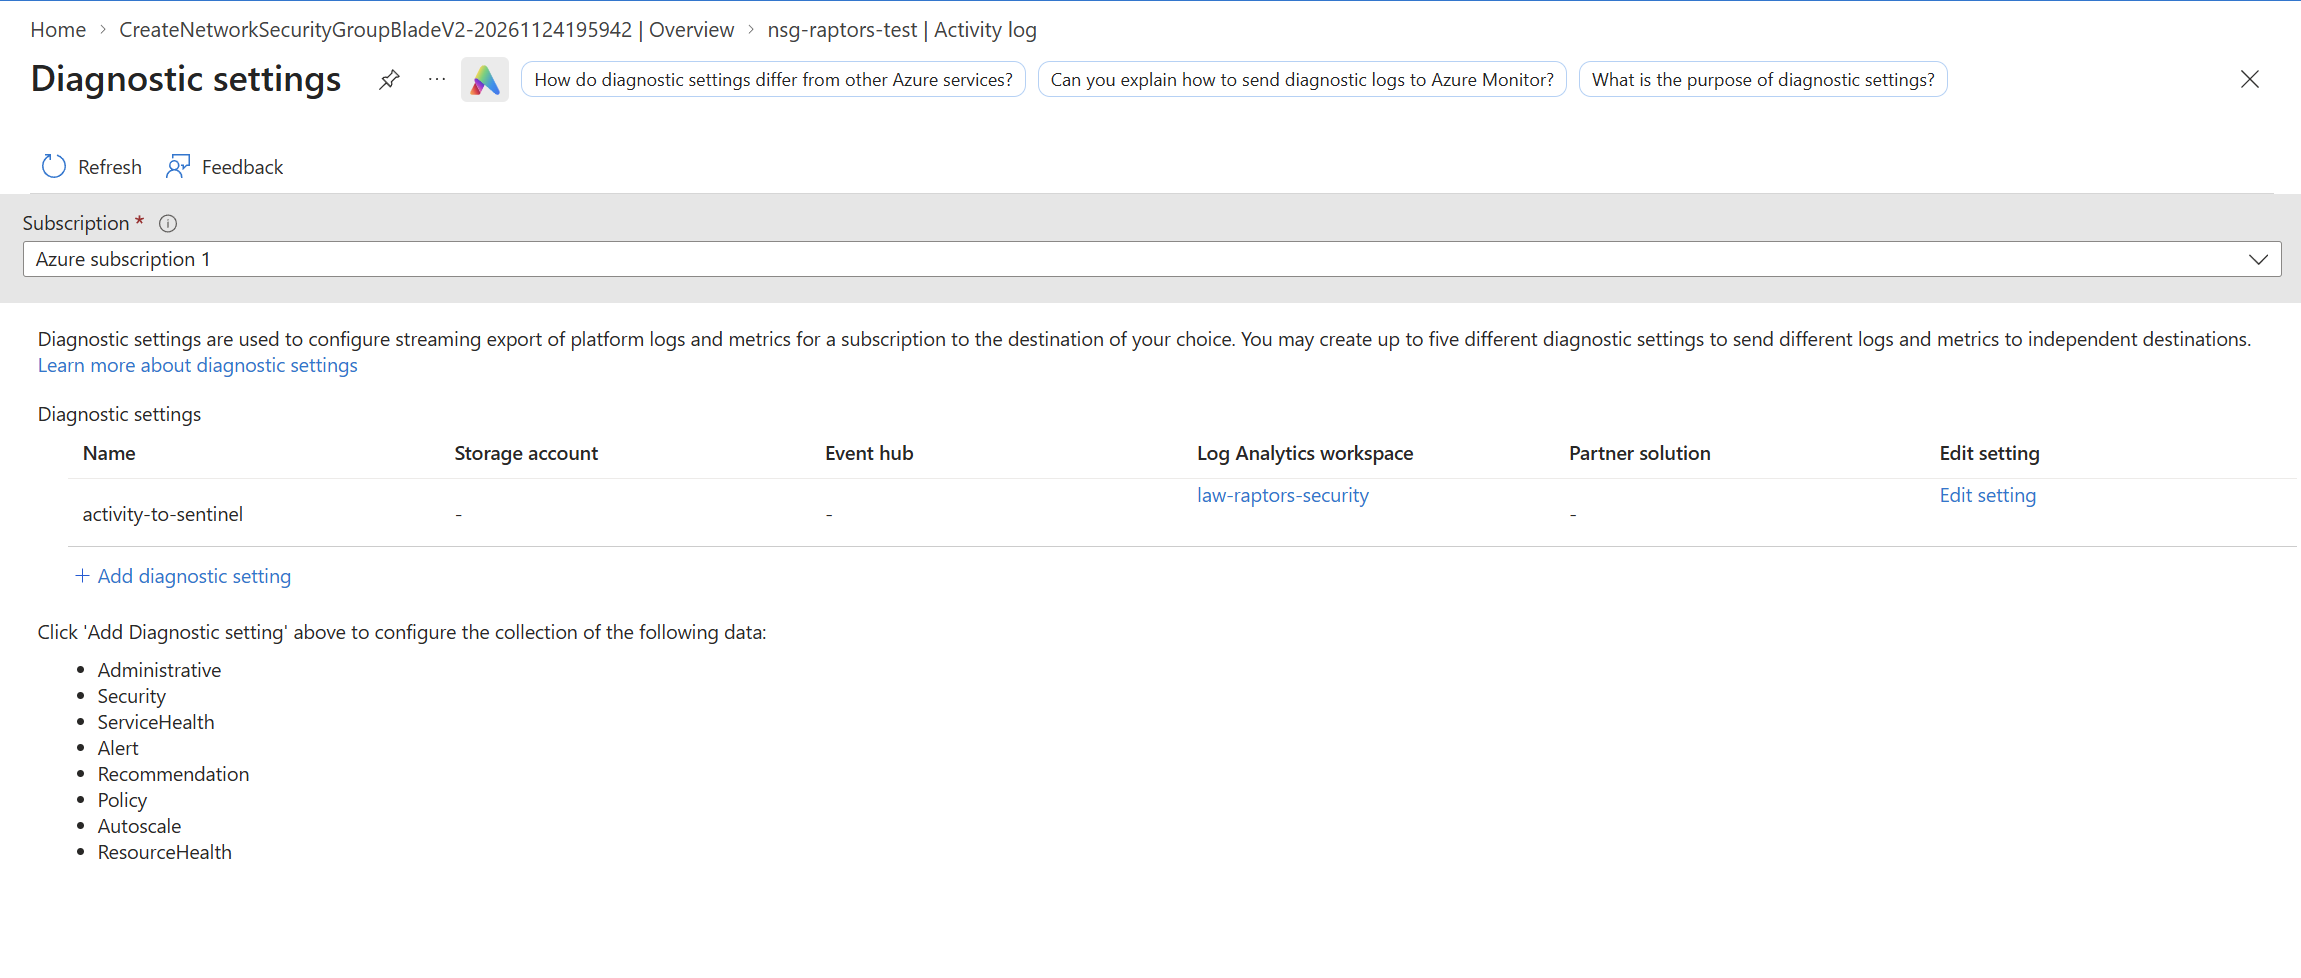 Home > CreateNetworkSecurityGroupBladeV2-20261124195942 | Overview > nsg-raptors-test | Activity log
Diagnostic settings ... How do diagnostic settings differ from other Azure services? Can you explain how to send diagnostic logs to Azure Monitor? What is the purpose of diagnostic settings?
Refresh Feedback
Subscription *
Azure subscription 1
Diagnostic settings are used to configure streaming export of platform logs and metrics for a subscription to the destination of your choice. You may create up to five different diagnostic settings to send different logs and metrics to independent destinations.
Learn more about diagnostic settings
Diagnostic settings
Name Storage account Event hub Log Analytics workspace Partner solution Edit setting
activity-to-sentinel - - law-raptors-security - Edit setting
+ Add diagnostic setting
Click 'Add Diagnostic setting' above to configure the collection of the following data:
• Administrative
• Security
• ServiceHealth
• Alert
• Recommendation
• Policy
• Autoscale
• ResourceHealth